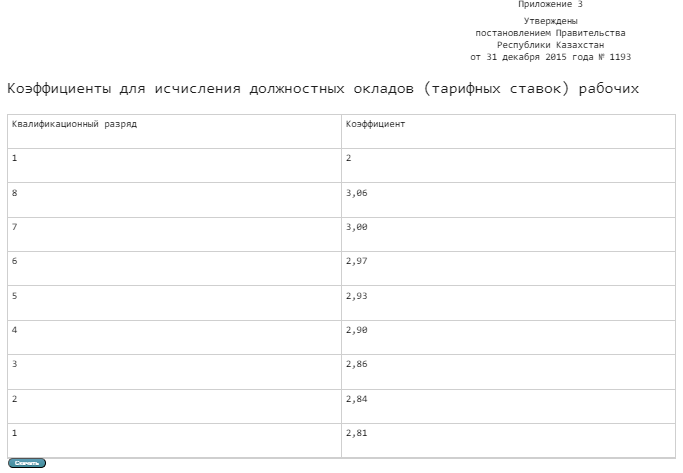 Приложение 3
Утверждены
постановлением Правительства
Республики Казахстан
от 31 декабря 2015 года № 1193
Коэффициенты для исчисления должностных окладов (тарифных ставок) рабочих
Квалификационный разряд Коэффициент
1 2
8 3,06
7 3,00
6 2,97
5 2,93
4 2,90
3 2,86
2 2,84
1 2,81
Скачать